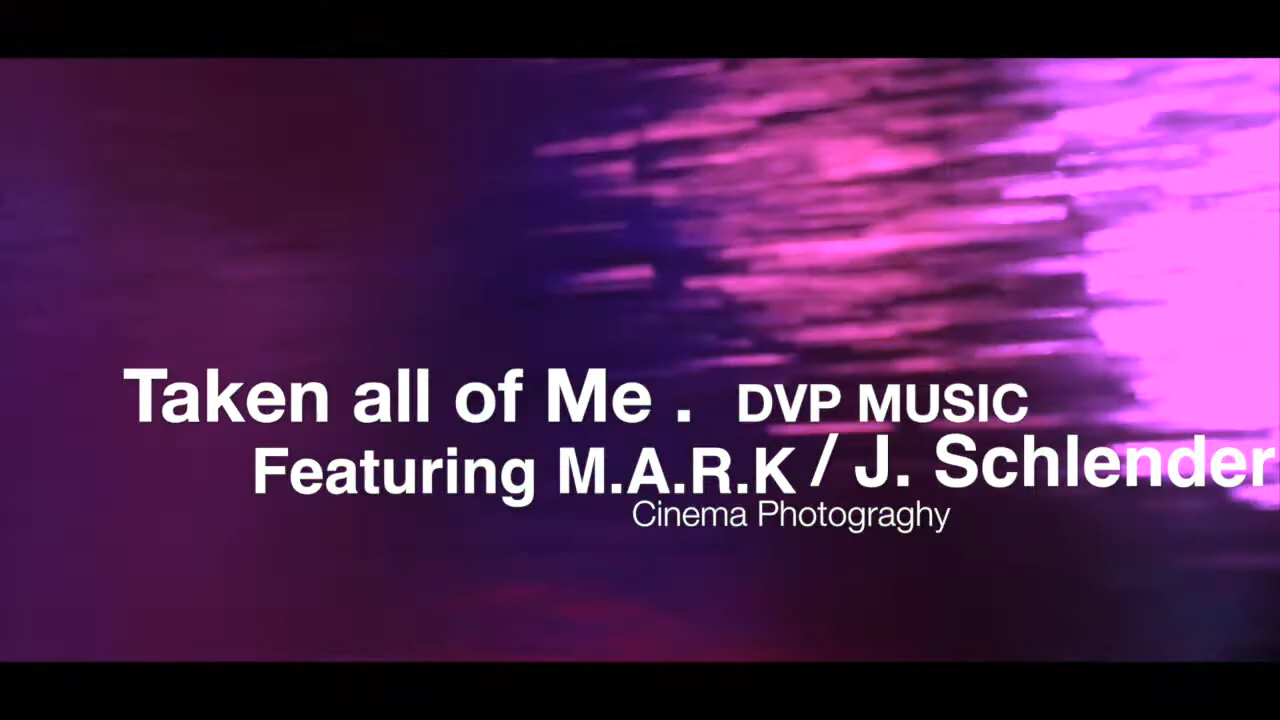 Taken all of Me . DVP MUSIC
Featuring M.A.R.K / J. Schlender
Cinema Photograghy